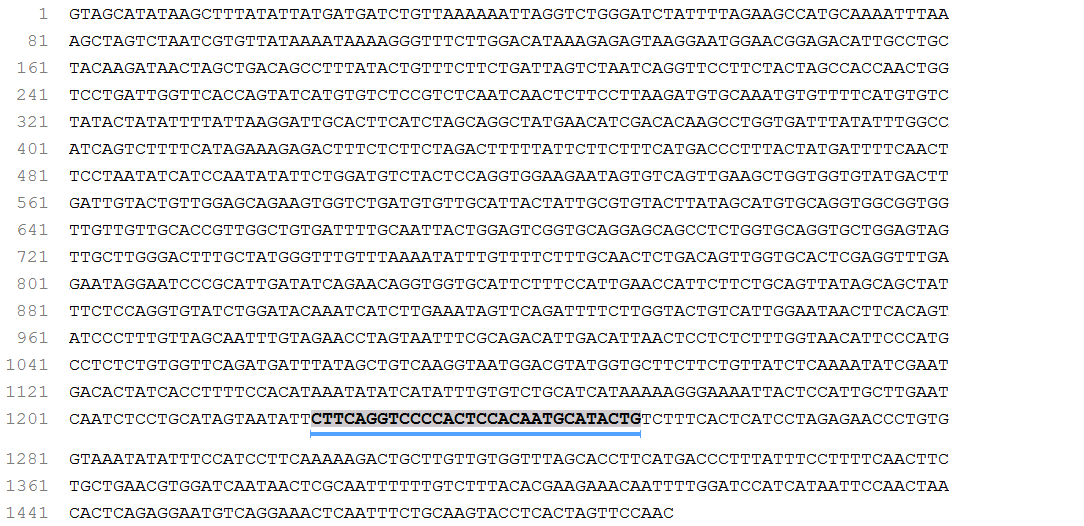 1 GTAGCATATAAGCTTTATATTATGATGATCTGTTAAAAAATTAGGTCTGGGATCTATTTTAGAAGCCATGCAAAATTTAA
81 AGCTAGTCTAATCGTGTTATAAAATAAAAGGGTTTCTTGGACATAAAGAGAGTAAGGAATGGAACGGAGACATTGCCTGC
161 TACAAGATAACTAGCTGACAGCCTTTATACTGTTTCTTCTGATTAGTCTAATCAGGTTCCTTCTACTAGCCACCAACTGG
241 TCCTGATTGGTTCACCAGTATCATGTGTCTCCGTCTCAATCAACTCTTCCTTAAGATGTGCAAATGTGTTTTCATGTGTC
321 TATACTATATTTTATTAAGGATTGCACTTCATCTAGCAGGCTATGAACATCGACACAAGCCTGGTGATTTATATTTGGCC
401 ATCAGTCTTTTCATAGAAAGAGACTTTCTCTTCTAGACTTTTTATTCTTCTTTCATGACCCTTTACTATGATTTTCAACT
481 TCCTAATATCATCCAATATATTCTGGATGTCTACTCCAGGTGGAAGAATAGTGTCAGTTGAAGCTGGTGGTGTATGACTT
561 GATTGTACTGTTGGAGCAGAAGTGGTCTGATGTGTTGCATTACTATTGCGTGTACTTATAGCATGTGCAGGTGGCGGTGG
641 TTGTTGTTGCACCGTTGGCTGTGATTTTGCAATTACTGGAGTCGGTGCAGGAGCAGCCTCTGGTGCAGGTGCTGGAGTAG
721 TTGCTTGGGACTTTGCTATGGGTTTGTTTAAAATATTTGTTTTCTTTGCAACTCTGACAGTTGGTGCACTCGAGGTTTGA
801 GAATAGGAATCCCGCATTGATATCAGAACAGGTGGTGCATTCTTTCCATTGAACCATTCTTCTGCAGTTATAGCAGCTAT
881 TTCTCCAGGTGTATCTGGATACAAATCATCTTGAAATAGTTCAGATTTTCTTGGTACTGTCATTGGAATAACTTCACAGT
961 ATCCCTTTGTTAGCAATTTGTAGAACCTAGTAATTTCGCAGACATTGACATTAACTCCTCTCTTTGGTAACATTCCCATG
1041 CCTCTCTGTGGTTCAGATGATTTATAGCTGTCAAGGTAATGGACGTATGGTGCTTCTTCTGTTATCTCAAAATATCGAAT
1121 GACACTATCACCTTTTCCACATAAATATATCATATTTGTGTCTGCATCATAAAAAGGGAAAATTACTCCATTGCTTGAAT
1201 CAATCTCCTGCATAGTAATATTCTTCAGGTCCCCACTCCACAATGCATACTGTCTTTCACTCATCCTAGAGAACCCTGTG
1281 GTAAATATATTTCCATCCTTCAAAAAGACTGCTTGTTGTGGTTTAGCACCTTCATGACCCTTTATTTCCTTTTCAACTTC
1361 TGCTGAACGTGGATCAATAACTCGCAATTTTTTGTCTTTACACGAAGAAACAATTTTGGATCCATCATAATTCCAACTAA
1441 CACTCAGAGGAATGTCAGGAAACTCAATTTCTGCAAGTACCTCACTAGTTCCAAC